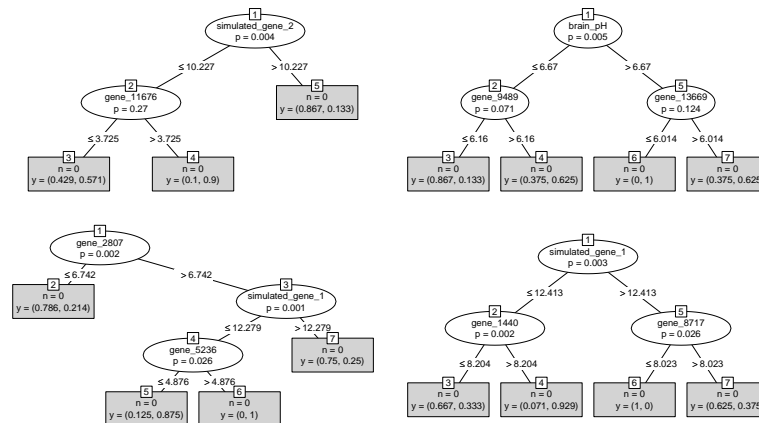 1
simulated_gene_2
p = 0.004
≤ 10.227
> 10.227
2
gene_11676
p = 0.27
5
n = 0
y = (0.867, 0.133)
≤ 3.725
> 3.725
3
n = 0
y = (0.429, 0.571)
4
n = 0
y = (0.1, 0.9)
1
brain_pH
p = 0.005
≤ 6.67
> 6.67
2
gene_9489
p = 0.071
5
gene_13669
p = 0.124
≤ 6.16
> 6.16
≤ 6.014
> 6.014
3
n = 0
y = (0.867, 0.133)
4
n = 0
y = (0.375, 0.625)
6
n = 0
y = (0, 1)
7
n = 0
y = (0.375, 0.625
1
gene_2807
p = 0.002
≤ 6.742
> 6.742
2
n = 0
y = (0.786, 0.214)
3
simulated_gene_1
p = 0.001
≤ 12.279
> 12.279
4
gene_5236
p = 0.026
7
n = 0
y = (0.75, 0.25)
≤ 4.876
> 4.876
5
n = 0
y = (0.125, 0.875)
6
n = 0
y = (0, 1)
1
simulated_gene_1
p = 0.003
≤ 12.413
> 12.413
2
gene_1440
p = 0.002
5
gene_8717
p = 0.026
≤ 8.204
> 8.204
≤ 8.023
> 8.023
3
n = 0
y = (0.667, 0.333)
4
n = 0
y = (0.071, 0.929)
6
n = 0
y = (1, 0)
7
n = 0
y = (0.625, 0.375